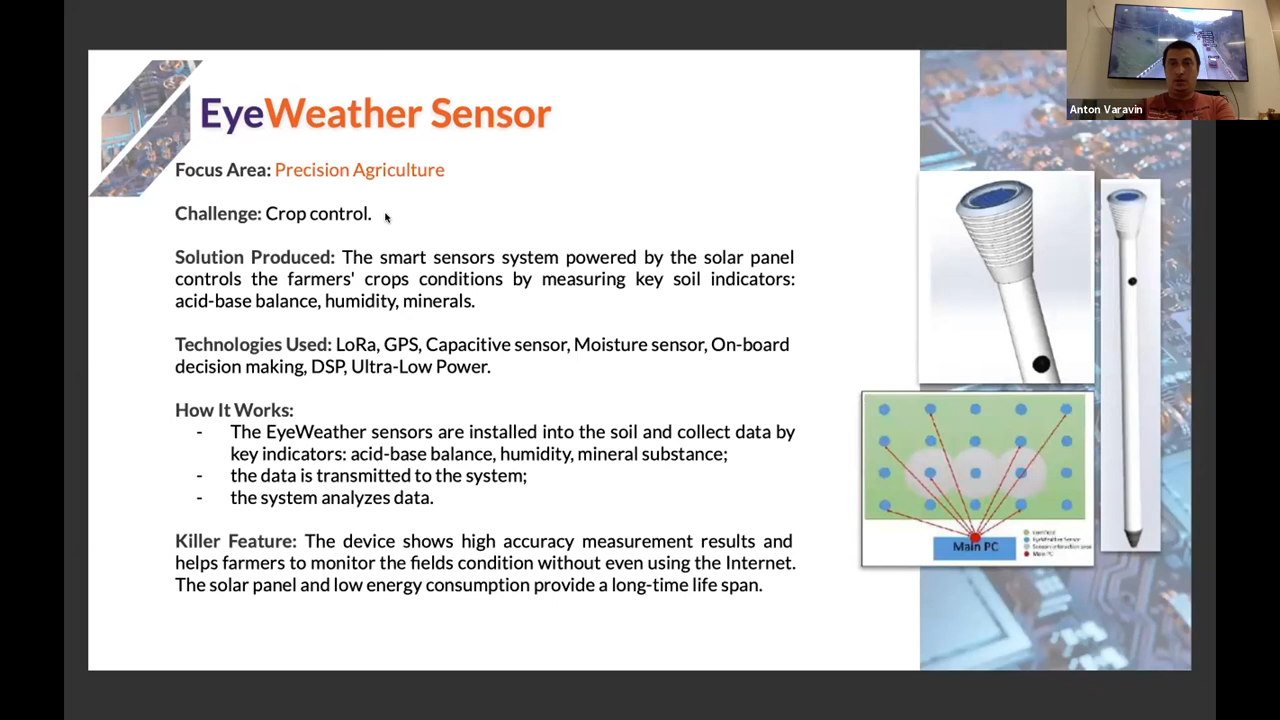 EyeWeather Sensor
Focus Area: Precision Agriculture
Challenge: Crop control.
Solution Produced: The smart sensors system powered by the solar panel
controls the farmers' crops conditions by measuring key soil indicators:
acid-base balance, humidity, minerals.
Technologies Used: LoRa, GPS, Capacitive sensor, Moisture sensor, On-board
decision making, DSP, Ultra-Low Power.
How It Works:
- The EyeWeather sensors are installed into the soil and collect data by
key indicators: acid-base balance, humidity, mineral substance;
- the data is transmitted to the system;
- the system analyzes data.
Killer Feature: The device shows high accuracy measurement results and
helps farmers to monitor the fields condition without even using the Internet.
The solar panel and low energy consumption provide a long-time life span.
Anton Varavin
Main PC
EyeWeather Sensor
Main PC